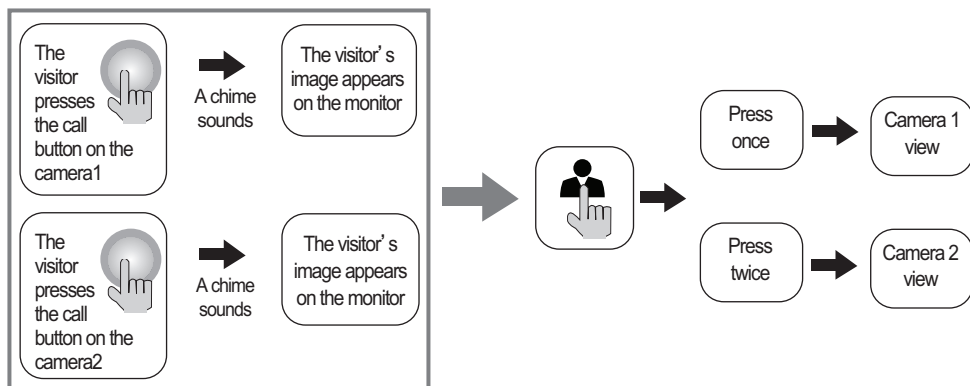 The
visitor
presses
the call
button on the
camera1
A chime
sounds
The visitor’s
image appears
on the monitor
The
visitor
presses
the call
button on the
camera2
A chime
sounds
The visitor’s
image appears
on the monitor
Press
once
Camera 1
view
Press
twice
Camera 2
view